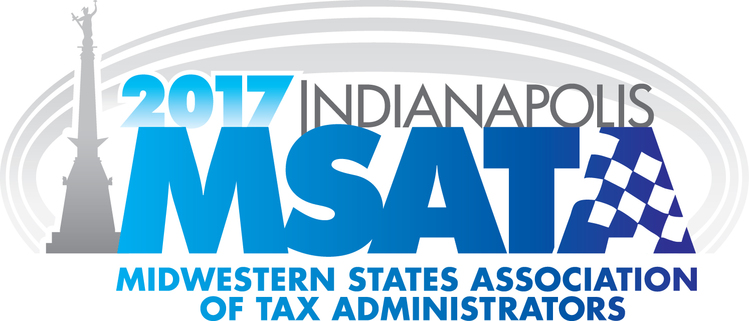 2017 INDIANAPOLIS
MSATA
MIDWESTERN STATES ASSOCIATION
OF TAX ADMINISTRATORS